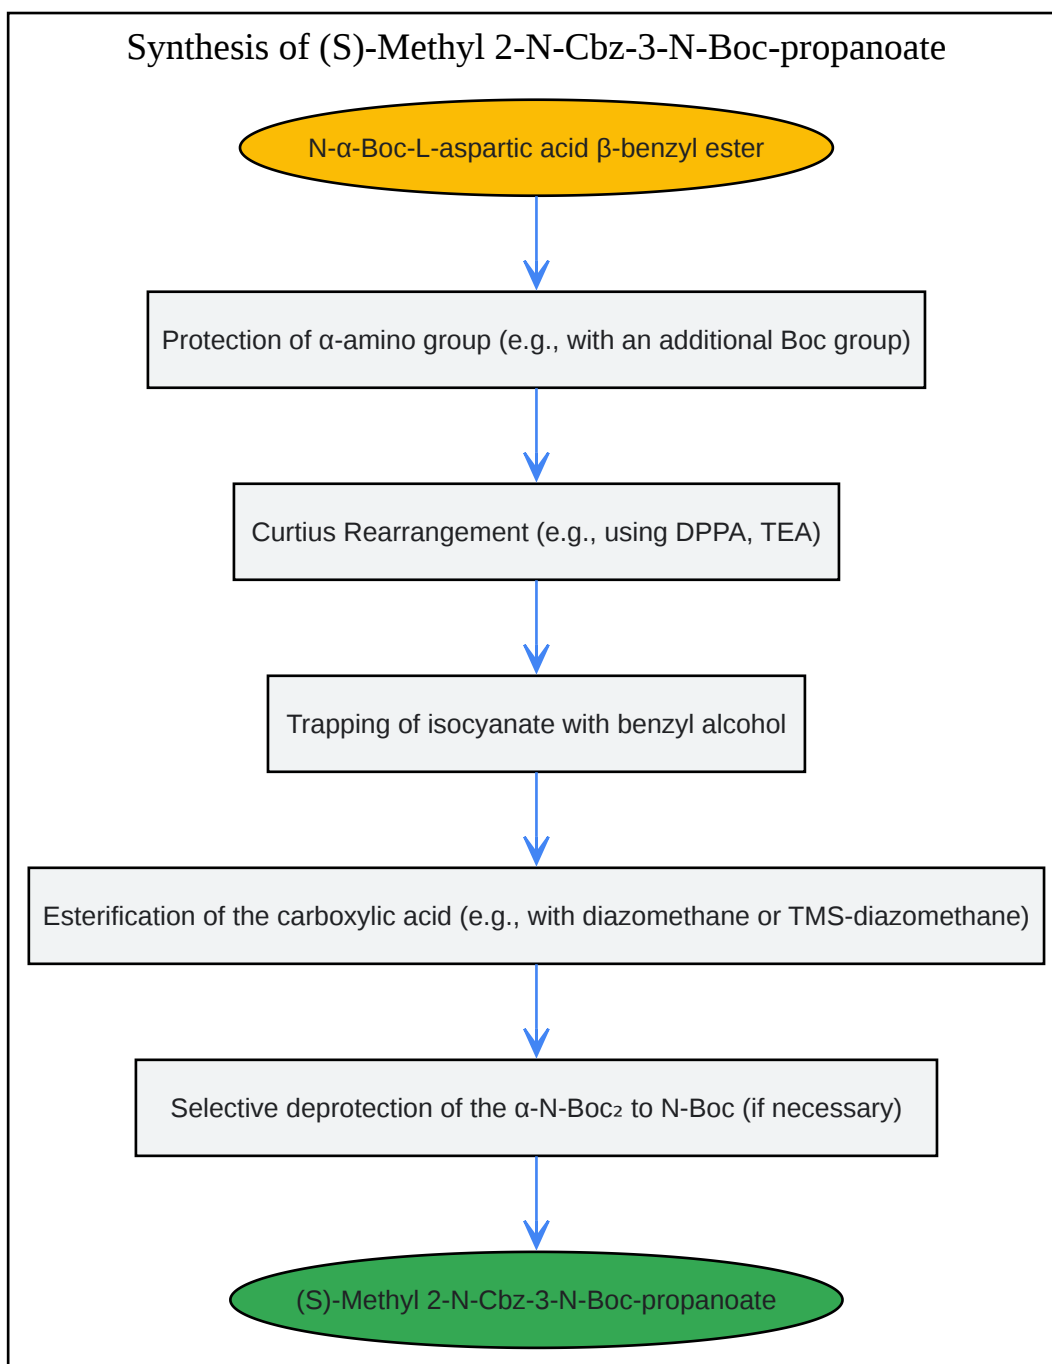 Synthesis of (S)-Methyl 2-N-Cbz-3-N-Boc-propanoate
N-α-Boc-L-aspartic acid β-benzyl ester
Protection of α-amino group (e.g., with an additional Boc group)
Curtius Rearrangement (e.g., using DPPA, TEA)
Trapping of isocyanate with benzyl alcohol
Esterification of the carboxylic acid (e.g., with diazomethane or TMS-diazomethane)
Selective deprotection of the α-N-Boc₂ to N-Boc (if necessary)
(S)-Methyl 2-N-Cbz-3-N-Boc-propanoate